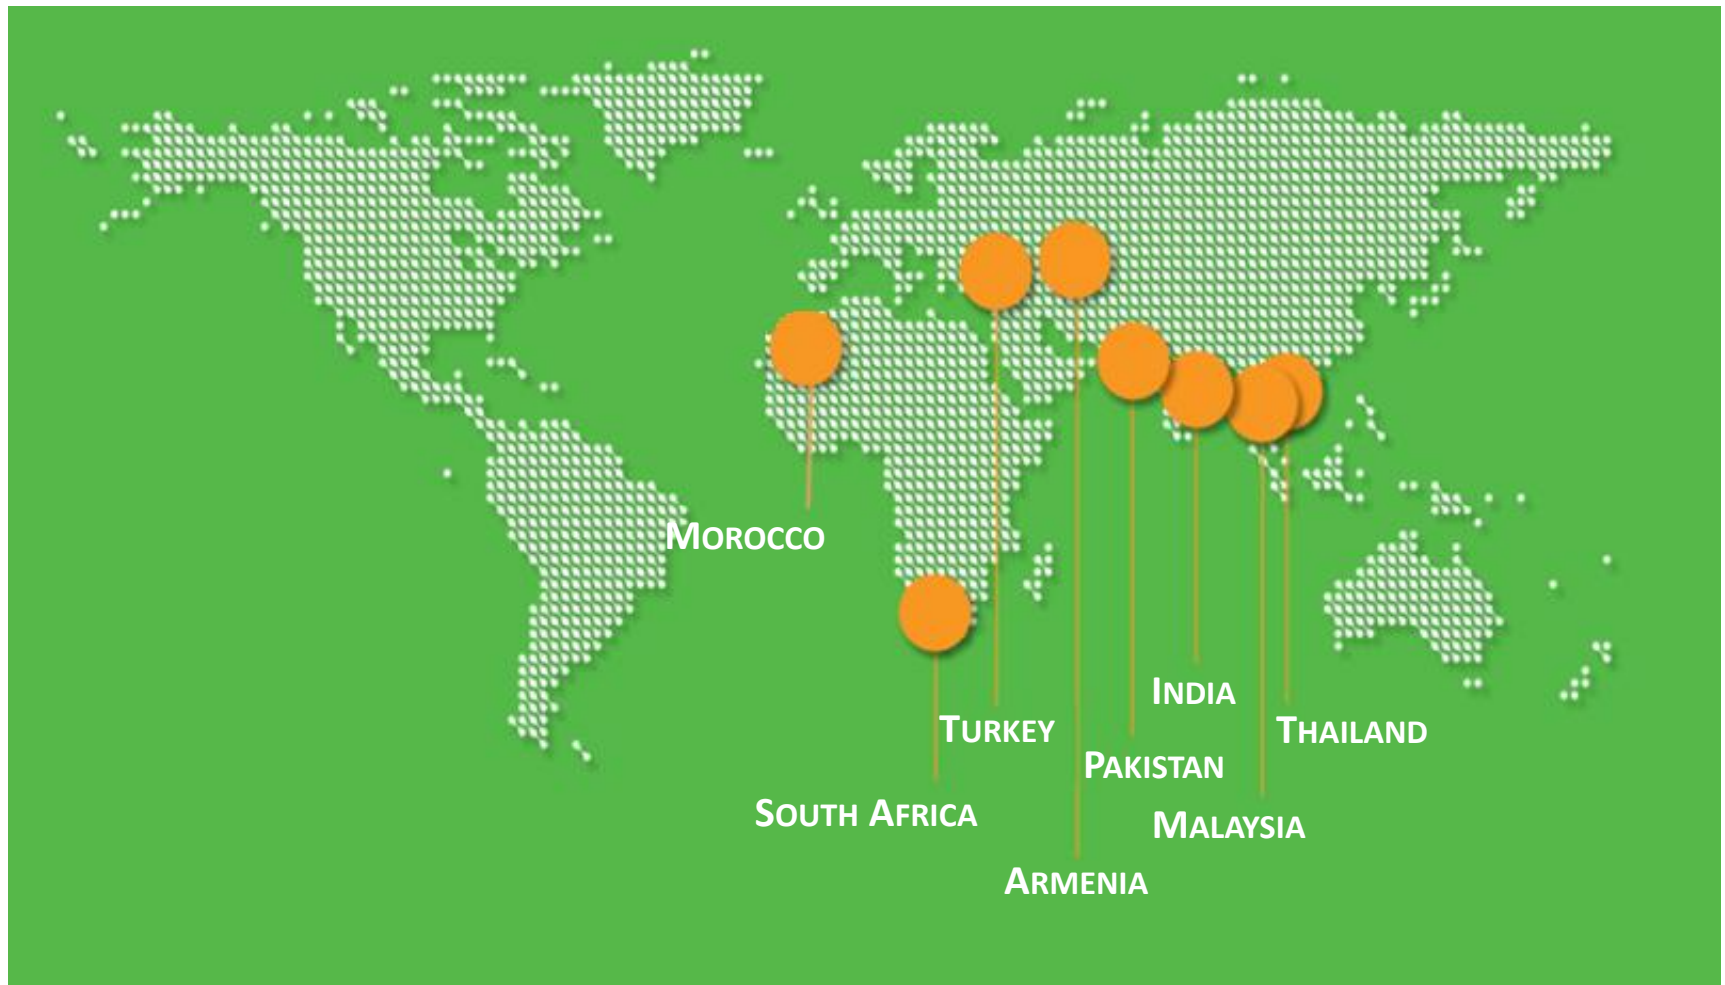 MOROCCO
INDIA
TURKEY
THAILAND
PAKISTAN
SOUTH AFRICA
MALAYSIA
ARMENIA